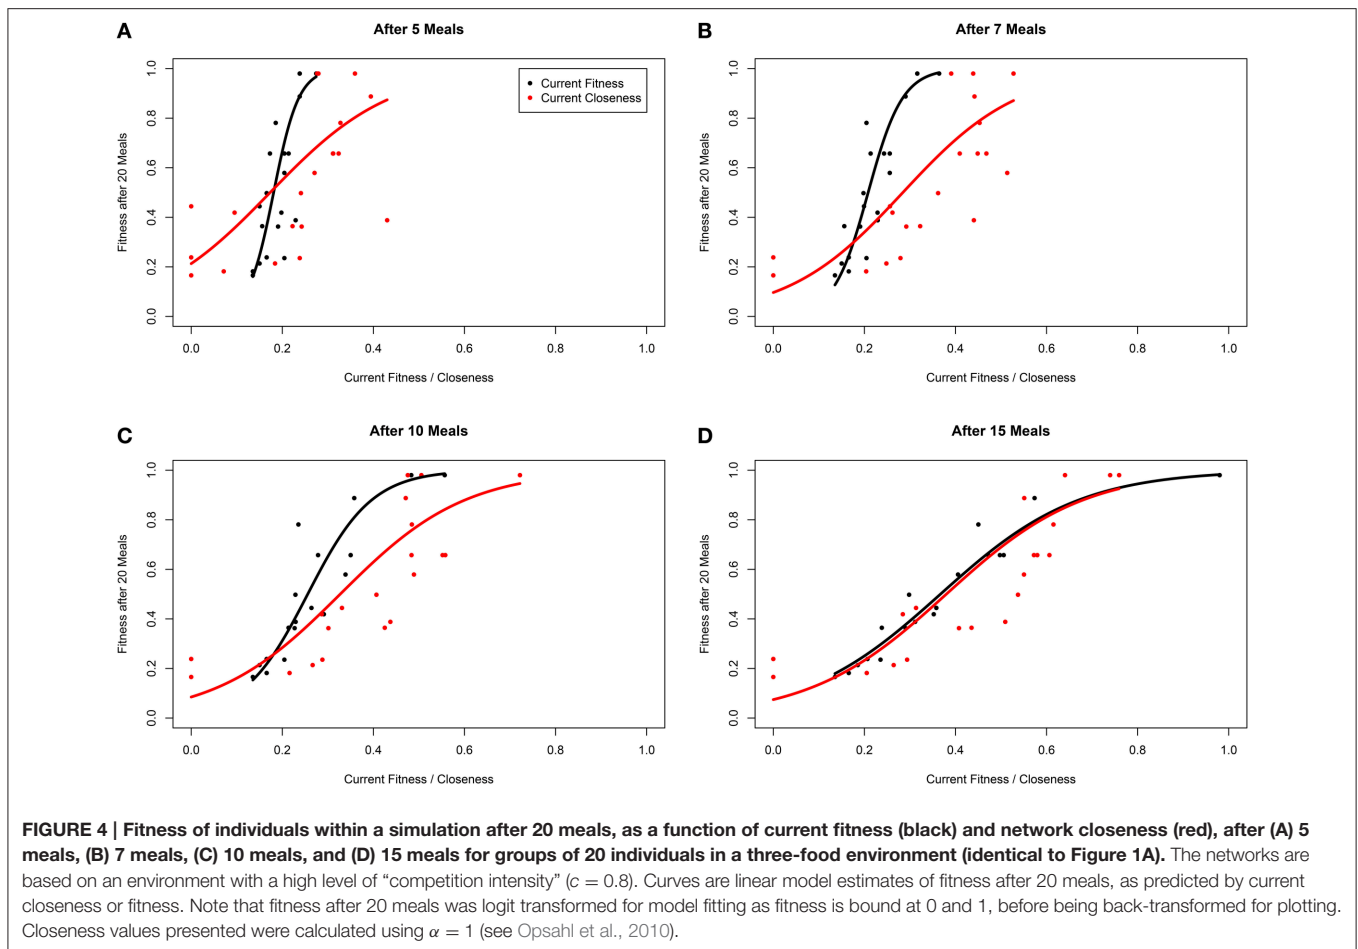 A
After 5 Meals
1.0
0.8
0.6
0.4
0.2
0.0
Fitness after 20 Meals
Current Fitness
Current Closeness
0.0 0.2 0.4 0.6 0.8 1.0
Current Fitness / Closeness
B
After 7 Meals
1.0
0.8
0.6
0.4
0.2
0.0
Fitness after 20 Meals
0.0 0.2 0.4 0.6 0.8 1.0
Current Fitness / Closeness
C
After 10 Meals
1.0
0.8
0.6
0.4
0.2
0.0
Fitness after 20 Meals
0.0 0.2 0.4 0.6 0.8 1.0
Current Fitness / Closeness
D
After 15 Meals
1.0
0.8
0.6
0.4
0.2
0.0
Fitness after 20 Meals
0.0 0.2 0.4 0.6 0.8 1.0
Current Fitness / Closeness
FIGURE 4 | Fitness of individuals within a simulation after 20 meals, as a function of current fitness (black) and network closeness (red), after (A) 5
meals, (B) 7 meals, (C) 10 meals, and (D) 15 meals for groups of 20 individuals in a three-food environment (identical to Figure 1A). The networks are
based on an environment with a high level of “competition intensity” (c = 0.8). Curves are linear model estimates of fitness after 20 meals, as predicted by current
closeness or fitness. Note that fitness after 20 meals was logit transformed for model fitting as fitness is bound at 0 and 1, before being back-transformed for plotting.
Closeness values presented were calculated using α = 1 (see Opsahl et al., 2010).